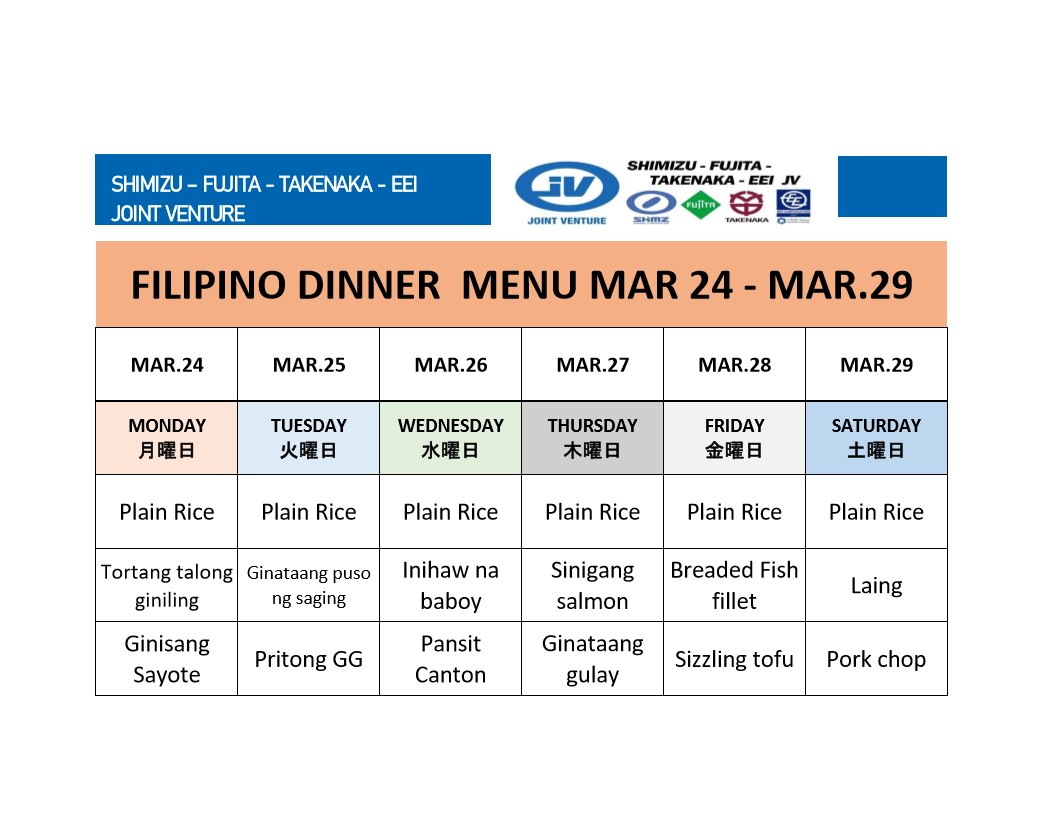 SHIMIZU – FUJITA - TAKENAKA - EEI
JOINT VENTURE
JV
JOINT VENTURE
SHIMIZU - FUJITA -
TAKENAKA - EEI JV
SHMZ
FUJITA
TAKENAKA
FILIPINO DINNER MENU MAR 24 - MAR.29
MAR.24 MAR.25 MAR.26 MAR.27 MAR.28 MAR.29
MONDAY TUESDAY WEDNESDAY THURSDAY FRIDAY SATURDAY
月曜日 火曜日 水曜日 木曜日 金曜日 土曜日
Plain Rice Plain Rice Plain Rice Plain Rice Plain Rice Plain Rice
Tortang talong
giniling
Ginataang puso
ng saging
Inihaw na
baboy
Sinigang
salmon
Breaded Fish
fillet
Laing
Ginisang
Sayote
Pritong GG
Pansit
Canton
Ginataang
gulay
Sizzling tofu
Pork chop